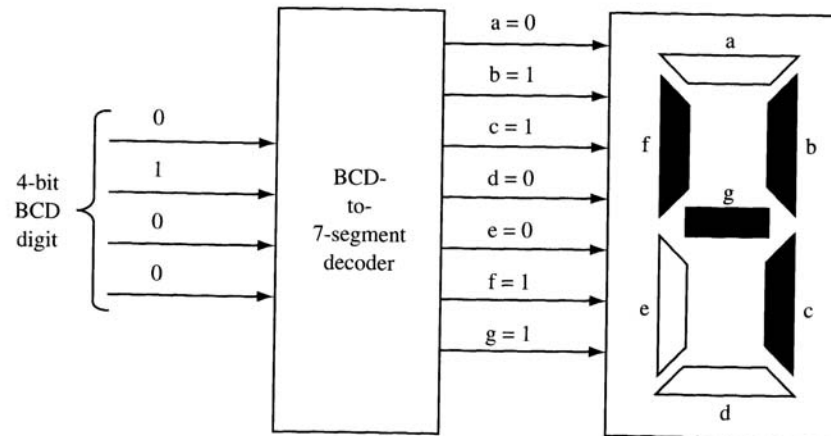 4-bit
BCD
digit
0
1
0
0
BCD-
to-
7-segment
decoder
a = 0
b = 1
c = 1
d = 0
e = 0
f = 1
g = 1
a
f
b
g
e
c
d